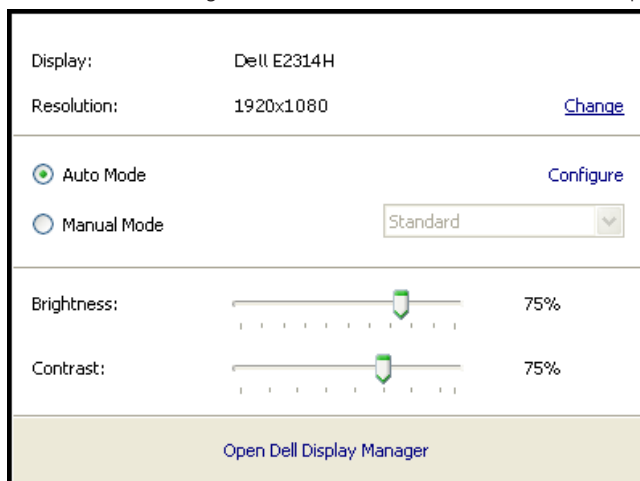 Display: Dell E2314H
Resolution: 1920x1080 Change
Auto Mode Configure
Manual Mode Standard
Brightness: 75%
Contrast: 75%
Open Dell Display Manager